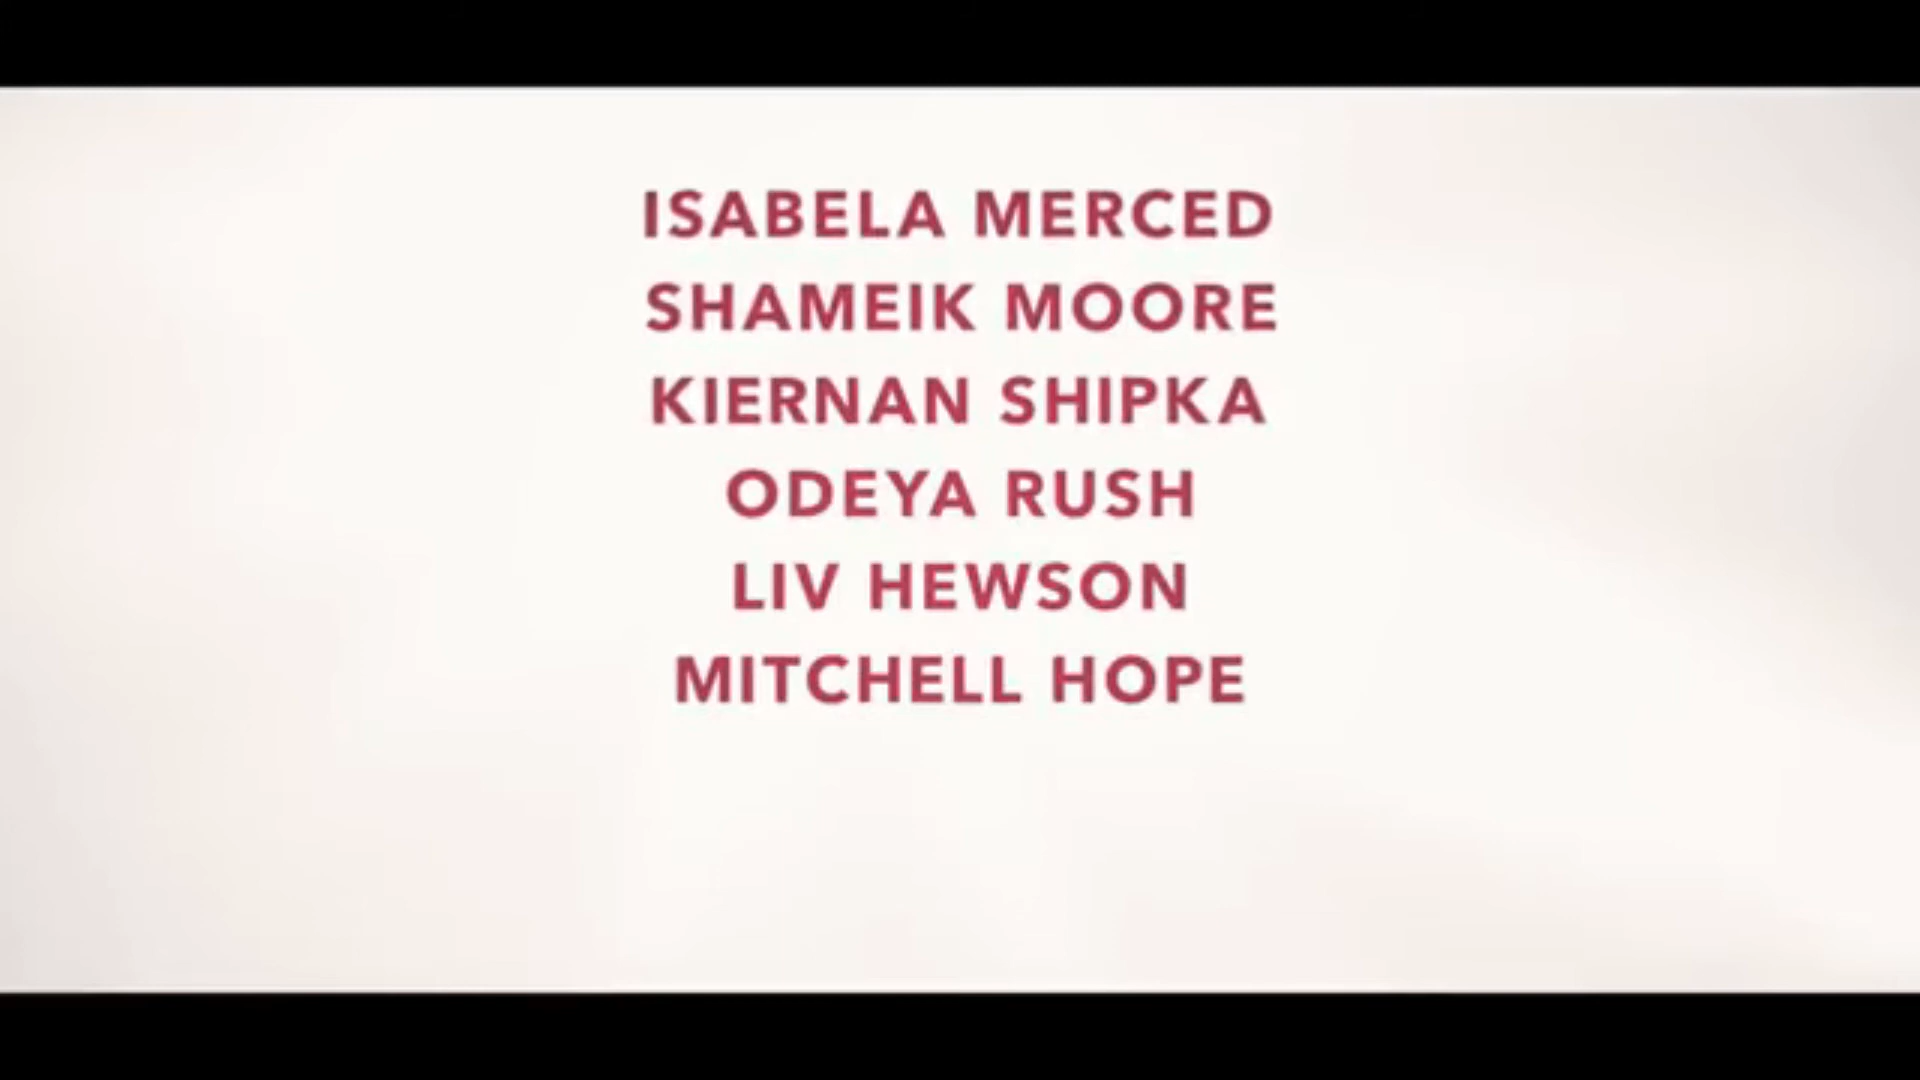 ISABELA MERCED
SHAMEIK MOORE
KIERNAN SHIPKA
ODEYA RUSH
LIV HEWSON
MITCHELL HOPE